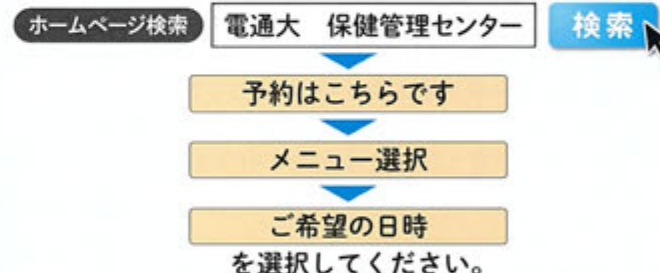 ホームページ検索 電通大 保健管理センター 検索
予約はこちらです
メニュー選択
ご希望の日時
を選択してください。